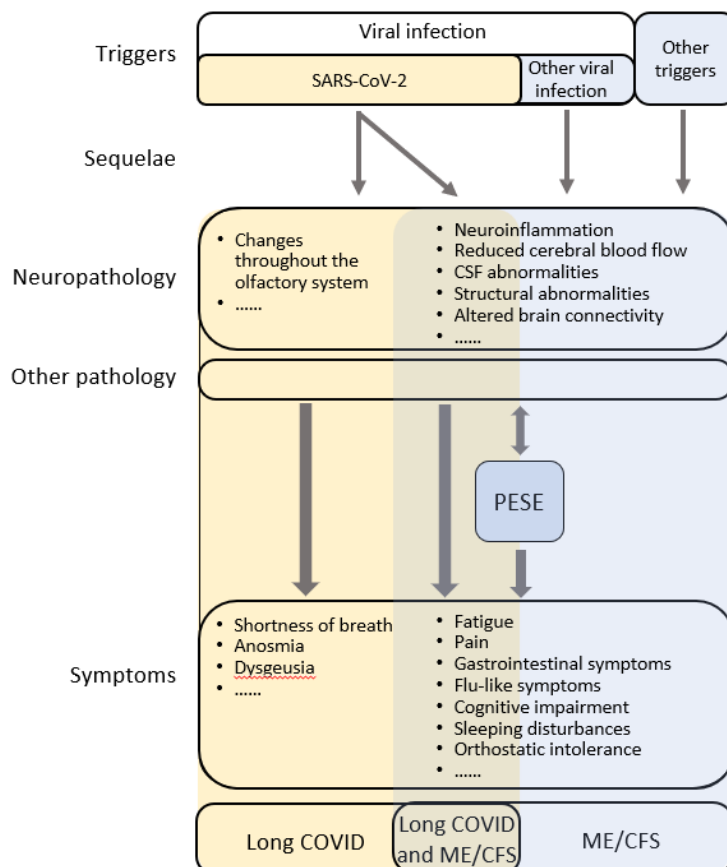 Triggers
Viral infection
SARS-CoV-2
Other viral
infection
Other
triggers
Sequelae
Neuropathology
• Changes
throughout the
olfactory system
• ......
• Neuroinflammation
• Reduced cerebral blood flow
• CSF abnormalities
• Structural abnormalities
• Altered brain connectivity
• ......
Other pathology
PESE
Symptoms
• Shortness of breath
• Anosmia
• Dysgeusia
• ......
• Fatigue
• Pain
• Gastrointestinal symptoms
• Flu-like symptoms
• Cognitive impairment
• Sleeping disturbances
• Orthostatic intolerance
• ......
Long COVID
Long COVID
and ME/CFS
ME/CFS